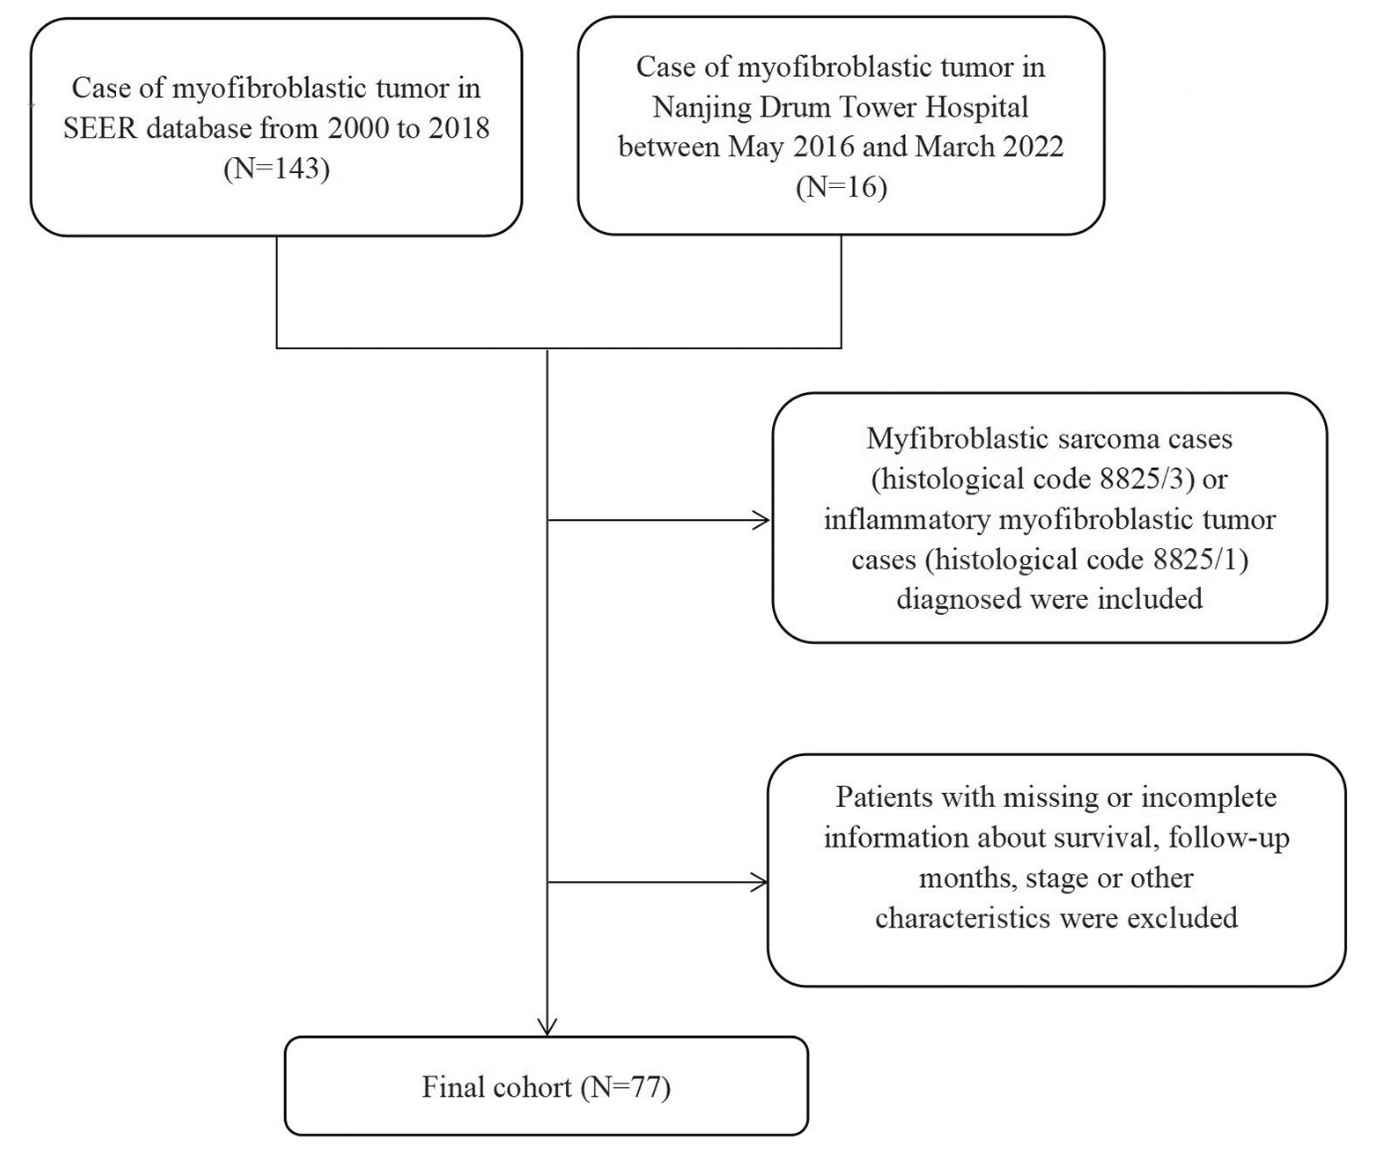 Case of myofibroblastic tumor in
SEER database from 2000 to 2018
(N=143)
Case of myofibroblastic tumor in
Nanjing Drum Tower Hospital
between May 2016 and March 2022
(N=16)
Myfibroblastic sarcoma cases
(histological code 8825/3) or
inflammatory myofibroblastic tumor
cases (histological code 8825/1)
diagnosed were included
Patients with missing or incomplete
information about survival, follow-up
months, stage or other
characteristics were excluded
Final cohort (N=77)